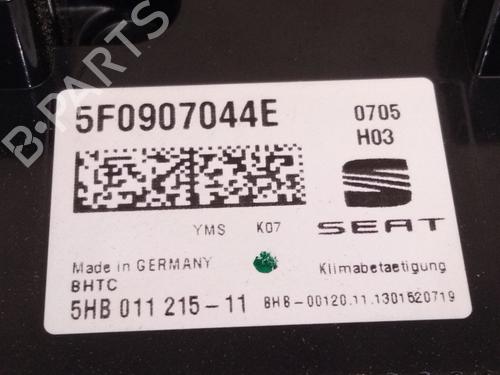 B-PARTS
5F0907044E
0705
H03
YMS K07
SEAT
Made in GERMANY
BHTC
Klimabetaetigung
5HB 011 215-11
BHB-00120.11.1301520719